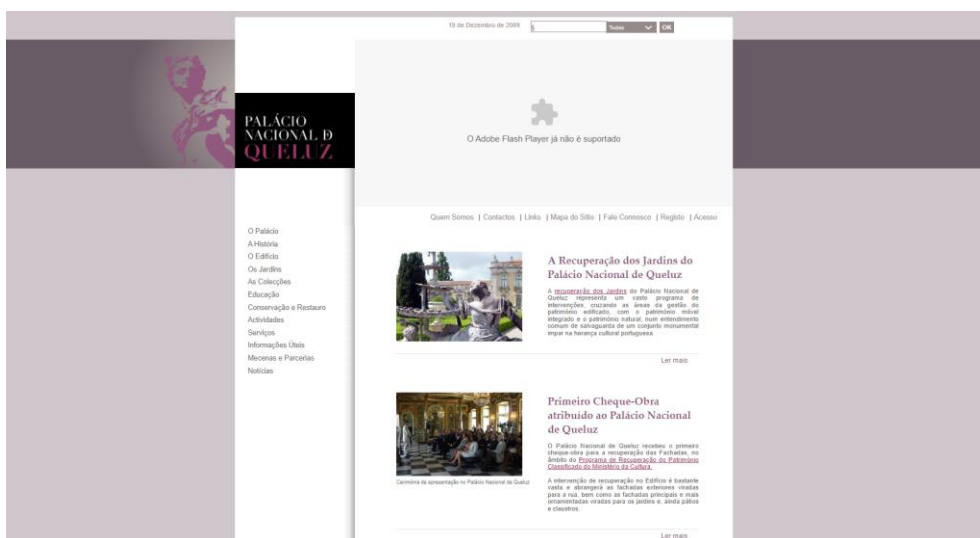 18 de Dezembro de 2009
Todas
OK
PALÁCIO
NACIONAL D
QUELUZ
O Adobe Flash Player já não é suportado
Quem Somos | Contactos | Links | Mapa do Sítio | Fale Connosco | Registo | Acesso
O Palácio
A História
O Edifício
Os Jardins
As Colecções
Educação
Conservação e Restauro
Actividades
Serviços
Informações Úteis
Mecenas e Parcerias
Notícias
A Recuperação dos Jardins do
Palácio Nacional de Queluz
A recuperação dos Jardins do Palácio Nacional de
Queluz representa um vasto programa de
intervenções, cruzando as áreas da gestão do
património edificado, com o património móvel
integrado e o património natural, num entendimento
comum de salvaguarda de um conjunto monumental
ímpar na herança cultural portuguesa.
Ler mais
Primeiro Cheque-Obra
atribuído ao Palácio Nacional
de Queluz
O Palácio Nacional de Queluz recebeu o primeiro
cheque-obra para a recuperação das Fachadas, no
âmbito do Programa de Recuperação do Património
Classificado do Ministério da Cultura.
A intervenção de recuperação no Edifício é bastante
vasta e abrangerá as fachadas exteriores viradas
para a rua, bem como as fachadas principais e mais
ornamentadas viradas para os jardins e, ainda pátios
e claustros.
Cerimónia de apresentação no Palácio Nacional de Queluz
Ler mais